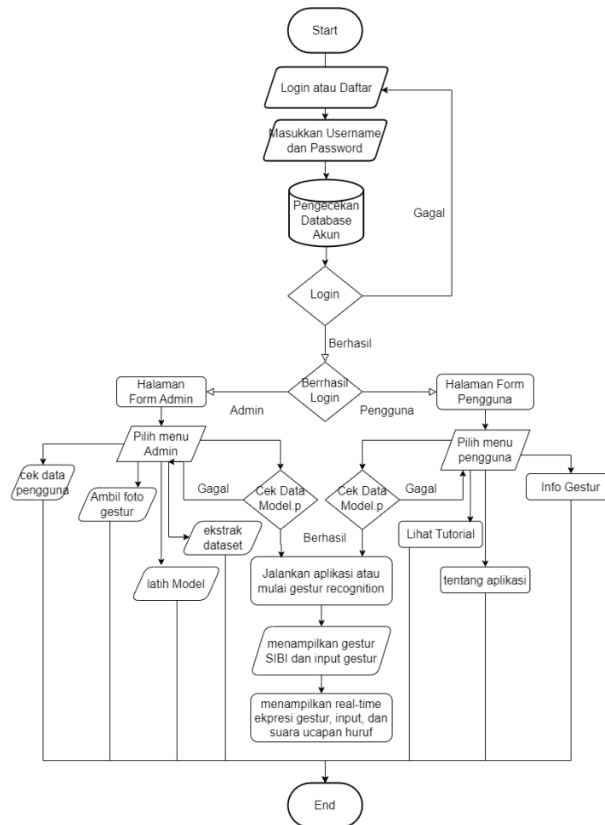 Start
Login atau Daftar
Masukkan Username
dan Password
Pengecekan
Database
Akun
Gagal
Login
Berhasil
Halaman
Form Admin
Berrhasil
Login
Halaman Form
Pengguna
Admin
Pengguna
Pilih menu
Admin
Pilih menu
pengguna
cek data
pengguna
Ambil foto
gestur
Gagal
Cek Data
Model.p
Cek Data
Model.p
Gagal
Info Gestur
ekstrak
dataset
Berhasil
Lihat Tutorial
latih Model
Jalankan aplikasi atau
mulai gestur recognition
tentang aplikasi
menampilkan gestur
SIBI dan input gestur
menampilkan real-time
ekpresi gestur, input, dan
suara ucapan huruf
End